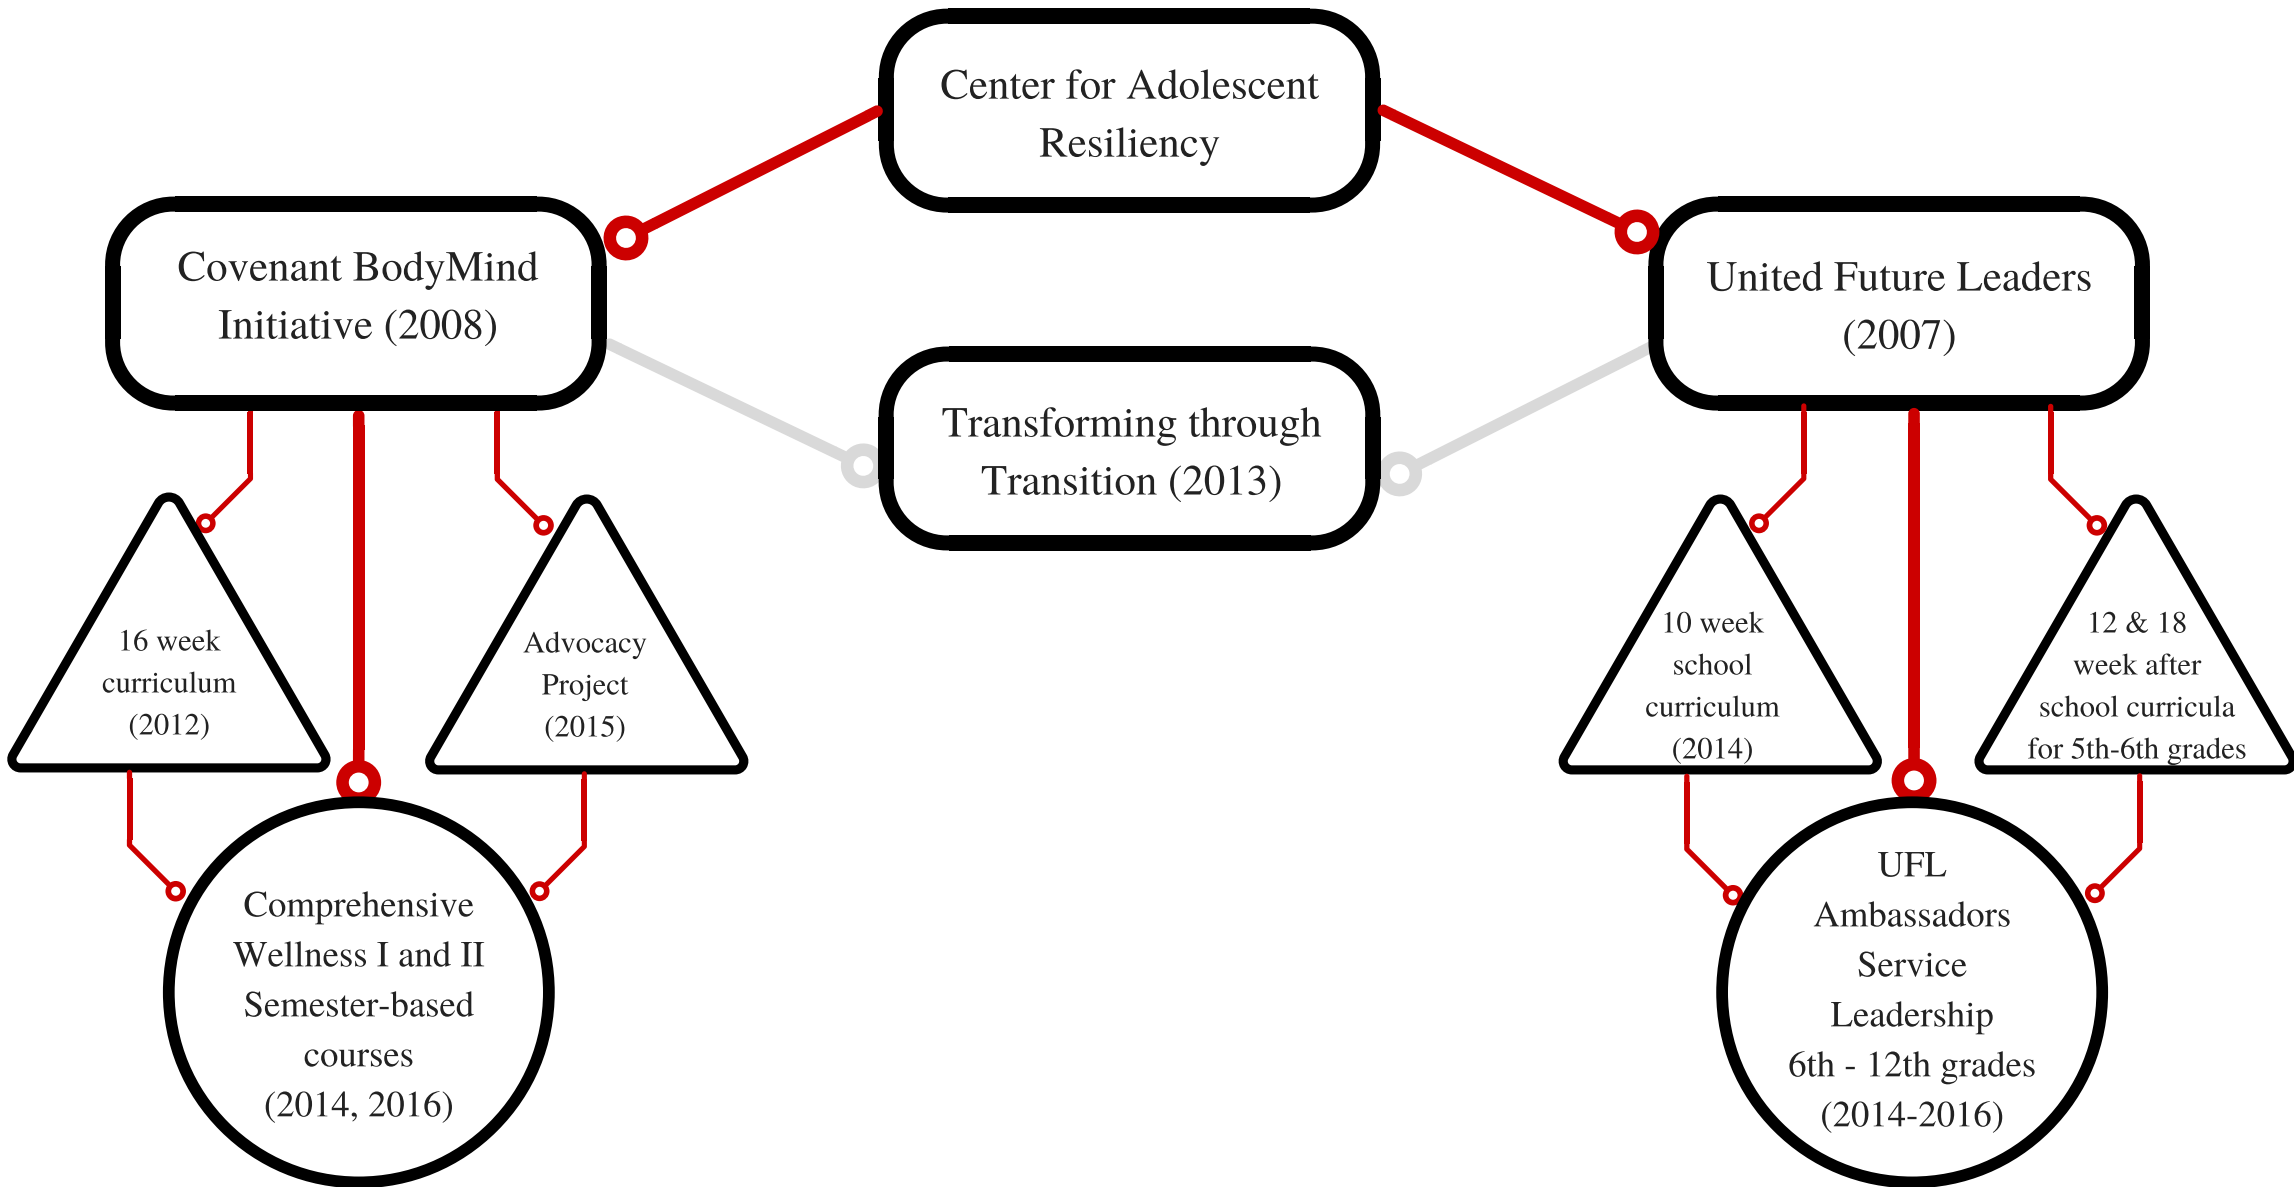 Center for Adolescent
Resiliency
Covenant BodyMind
Initiative (2008)
United Future Leaders
(2007)
Transforming through
Transition (2013)
16 week
curriculum
(2012)
Advocacy
Project
(2015)
10 week
school
curriculum
(2014)
12 & 18
week after
school curricula
for 5th-6th grades
Comprehensive
Wellness I and II
Semester-based
courses
(2014, 2016)
UFL
Ambassadors
Service
Leadership
6th - 12th grades
(2014-2016)